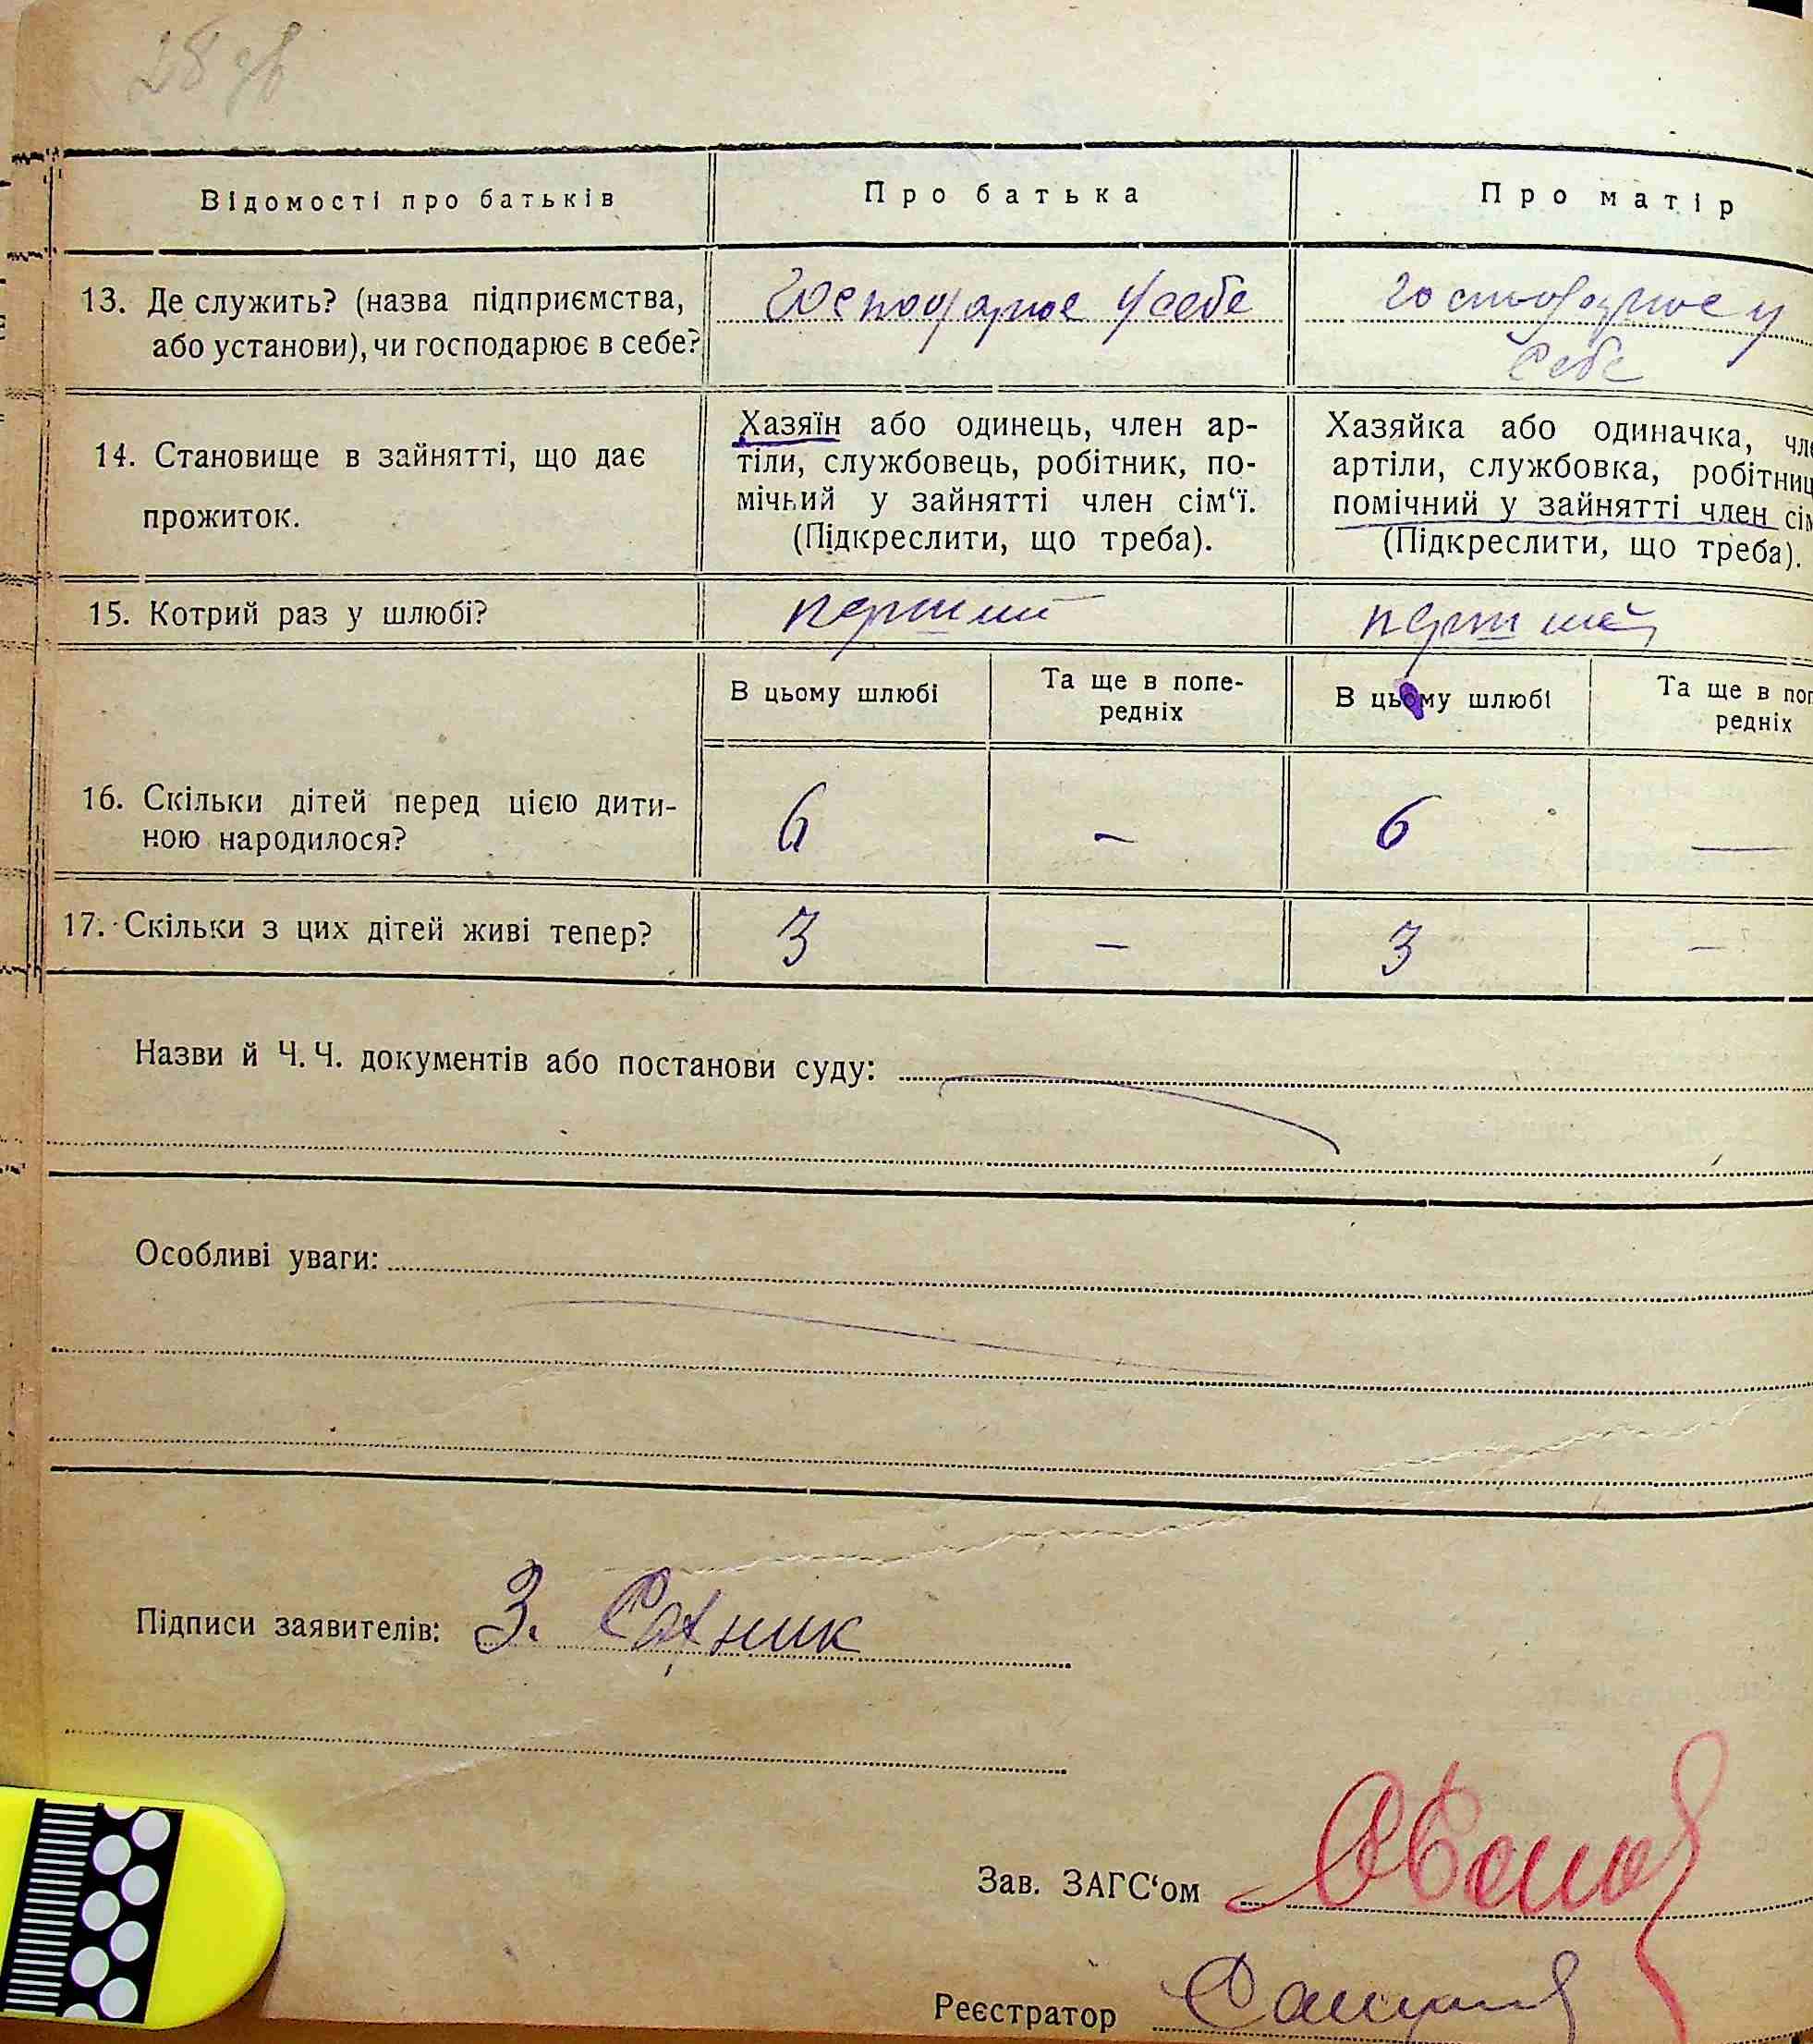 28 зв
Відомості про батьків
Про батька
Про матір
13. Де служить? (назва підприємства,
або установи), чи господарює в себе?
Господарює у себе
господарює у
себе
14. Становище в зайнятті, що дає
прожиток.
Хазяїн або одинець, член ар-
тіли, службовець, робітник, по-
мічний у зайнятті член сім‘ї.
(Підкреслити, що треба).
Хазяйка або одиначка, чле
артіли, службовка, робітниц
помічний у зайнятті член сім
(Підкреслити, що треба).
15. Котрий раз у шлюбі?
перший
перший
В цьому шлюбі
Та ще в попе-
редніх
В цьому шлюбі
Та ще в поп
редніх
16. Скільки дітей перед цією дити-
ною народилося?
6
–
6
—
17. Скільки з цих дітей живі тепер?
3
–
3
–
Назви й Ч. Ч. документів або постанови суду:
Особливі уваги:
Підписи заявителів: З. Сажник
Зав. ЗАГС‘ом
Реєстратор